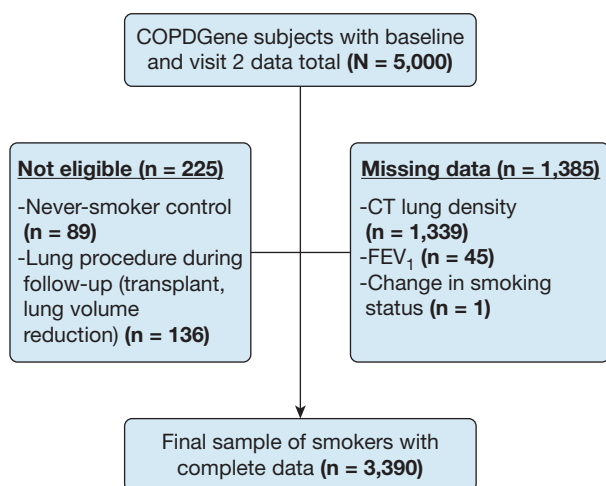 COPDGene subjects with baseline
and visit 2 data total (N = 5,000)
Not eligible (n = 225)
-Never-smoker control
(n = 89)
-Lung procedure during
follow-up (transplant,
lung volume
reduction) (n = 136)
Missing data (n = 1,385)
-CT lung density
(n = 1,339)
-FEV₁ (n = 45)
-Change in smoking
status (n = 1)
Final sample of smokers with
complete data (n = 3,390)